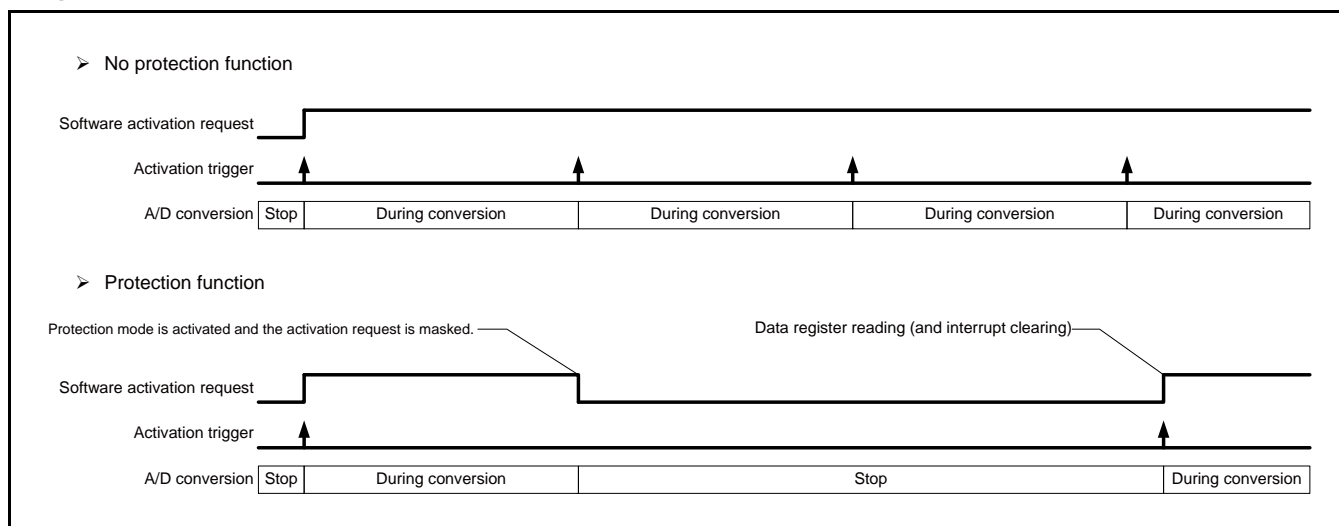 ➢ No protection function
Software activation request
Activation trigger
A/D conversion Stop During conversion During conversion During conversion During conversion
➢ Protection function
Protection mode is activated and the activation request is masked. Data register reading (and interrupt clearing)
Software activation request
Activation trigger
A/D conversion Stop During conversion Stop During conversion